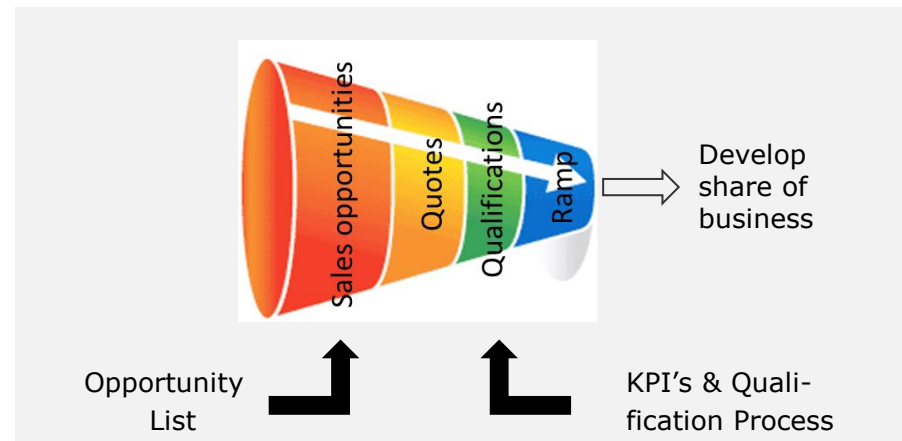 Sales opportunities
Quotes
Qualifications
Ramp
Develop
share of
business
Opportunity
List
KPI's & Quali-
fication Process